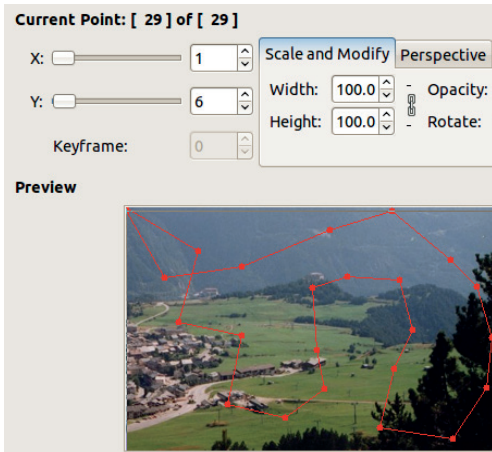 Current Point: [ 29 ] of [ 29 ]
X: 1
Y: 6
Keyframe: 0
Scale and Modify Perspective
Width: 100.0 Opacity:
Height: 100.0 Rotate:
Preview